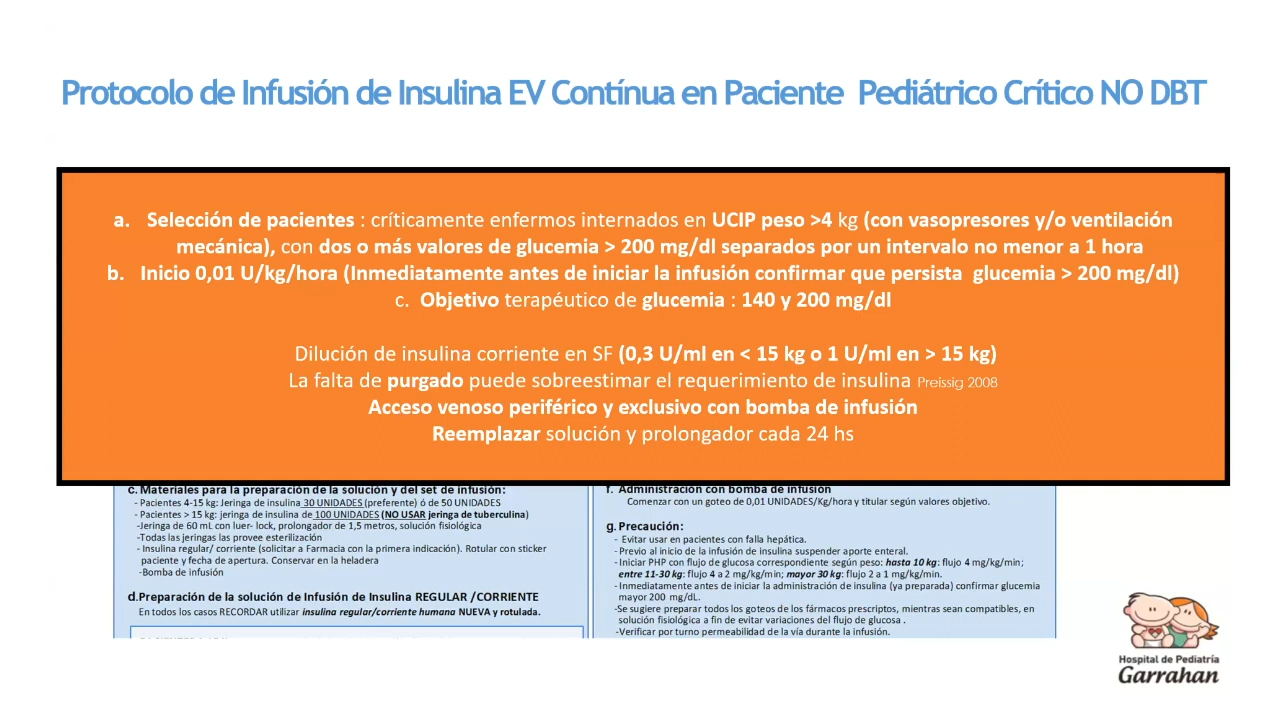 Protocolo de Infusión de Insulina EV Contínua en Paciente Pediátrico Crítico NO DBT
a. Selección de pacientes : críticamente enfermos internados en UCIP peso >4 kg (con vasopresores y/o ventilación
mecánica), con dos o más valores de glucemia > 200 mg/dl separados por un intervalo no menor a 1 hora
b. Inicio 0,01 U/kg/hora (Inmediatamente antes de iniciar la infusión confirmar que persista glucemia > 200 mg/dl)
c. Objetivo terapéutico de glucemia : 140 y 200 mg/dl
Dilución de insulina corriente en SF (0,3 U/ml en < 15 kg o 1 U/ml en > 15 kg)
La falta de purgado puede sobreestimar el requerimiento de insulina Preissig 2008
Acceso venoso periférico y exclusivo con bomba de infusión
Reemplazar solución y prolongador cada 24 hs
c. Materiales para la preparación de la solución y del set de infusión:
- Pacientes 4-15 kg: Jeringa de insulina 30 UNIDADES (preferente) ó de 50 UNIDADES
- Pacientes > 15 kg: jeringa de insulina de 100 UNIDADES (NO USAR jeringa de tuberculina)
-Jeringa de 60 mL con luer- lock, prolongador de 1,5 metros, solución fisiológica
-Todas las jeringas las provee esterilización
- Insulina regular/ corriente (solicitar a Farmacia con la primera indicación). Rotular con sticker
paciente y fecha de apertura. Conservar en la heladera
-Bomba de infusión
d.Preparación de la solución de Infusión de Insulina REGULAR /CORRIENTE
En todos los casos RECORDAR utilizar insulina regular/corriente humana NUEVA y rotulada.
f. Administración con bomba de infusión
Comenzar con un goteo de 0,01 UNIDADES/Kg/hora y titular según valores objetivo.
g. Precaución:
- Evitar usar en pacientes con falla hepática.
- Previo al inicio de la infusión de insulina suspender aporte enteral.
- Iniciar PHP con flujo de glucosa correspondiente según peso: hasta 10 kg: flujo 4 mg/kg/min;
entre 11-30 kg: flujo 4 a 2 mg/kg/min; mayor 30 kg: flujo 2 a 1 mg/kg/min.
- Inmediatamente antes de iniciar la administración de insulina (ya preparada) confirmar glucemia
mayor 200 mg/dL.
-Se sugiere preparar todos los goteos de los fármacos prescriptos, mientras sean compatibles, en
solución fisiológica a fin de evitar variaciones del flujo de glucosa .
- Verificar por turno permeabilidad de la vía durante la infusión.
Hospital de Pediatría
Garrahan